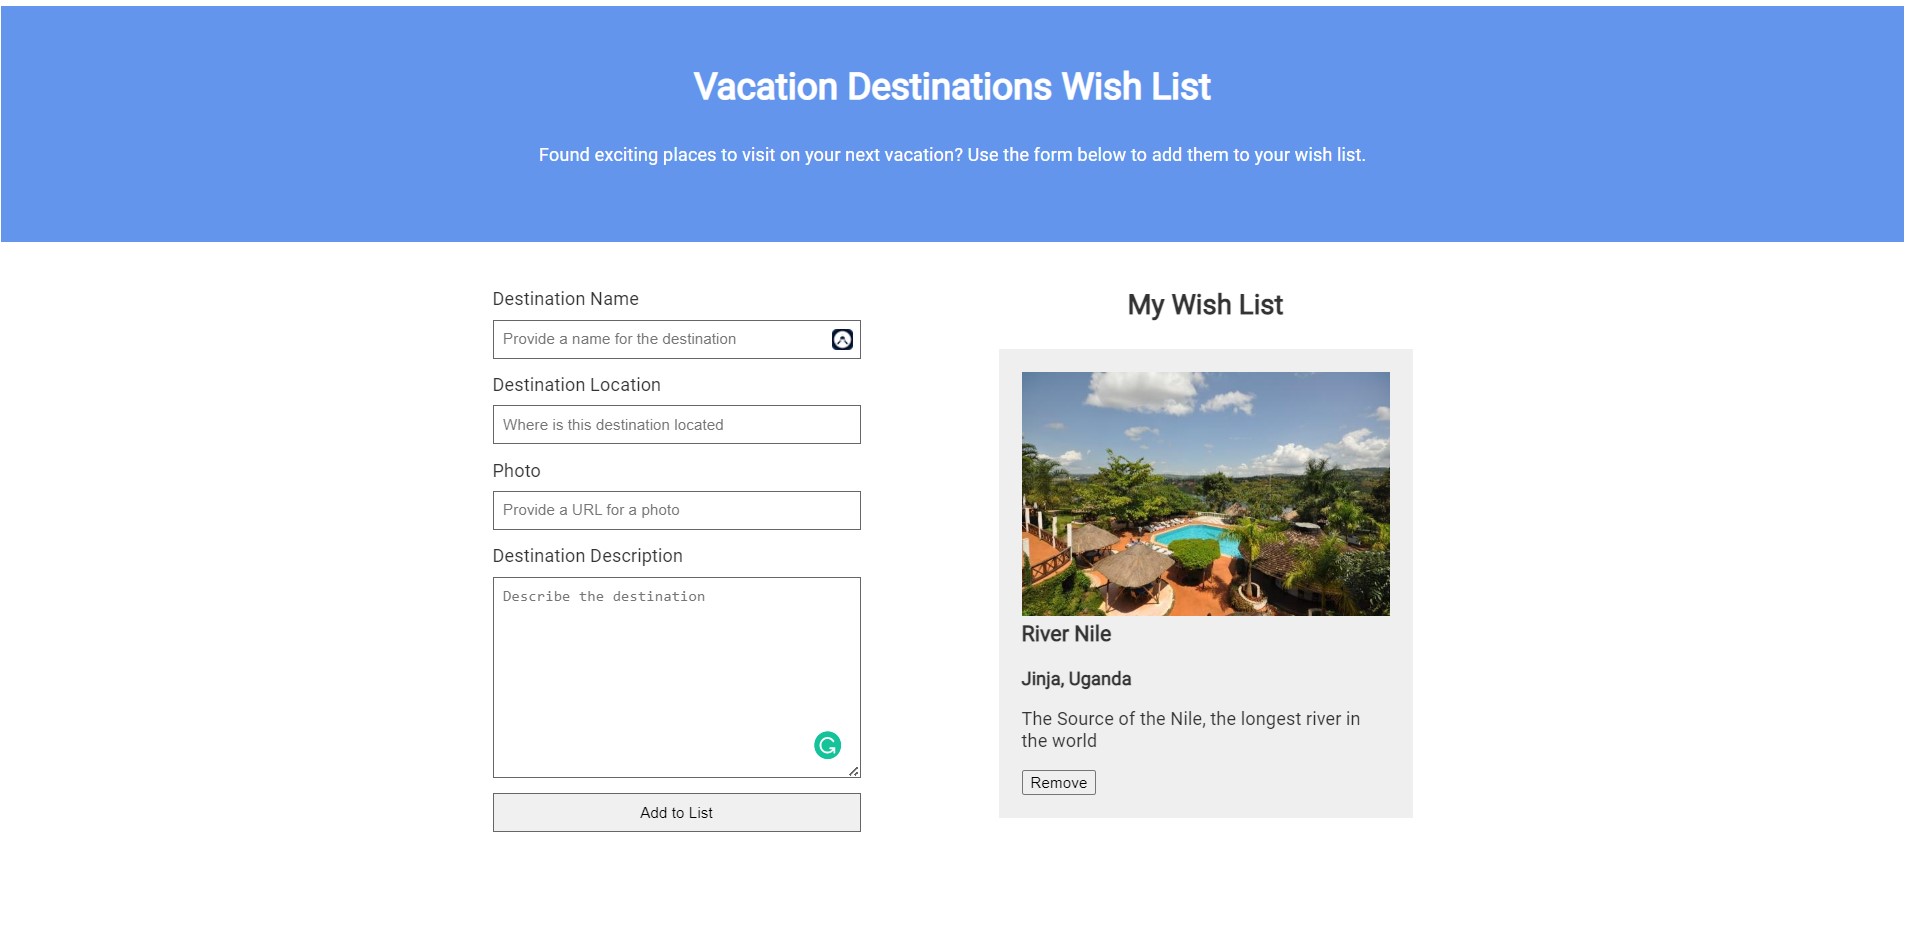 Vacation Destinations Wish List
Found exciting places to visit on your next vacation? Use the form below to add them to your wish list.
Destination Name
Provide a name for the destination
Destination Location
Where is this destination located
Photo
Provide a URL for a photo
Destination Description
Describe the destination
Add to List
My Wish List
River Nile
Jinja, Uganda
The Source of the Nile, the longest river in
the world
Remove